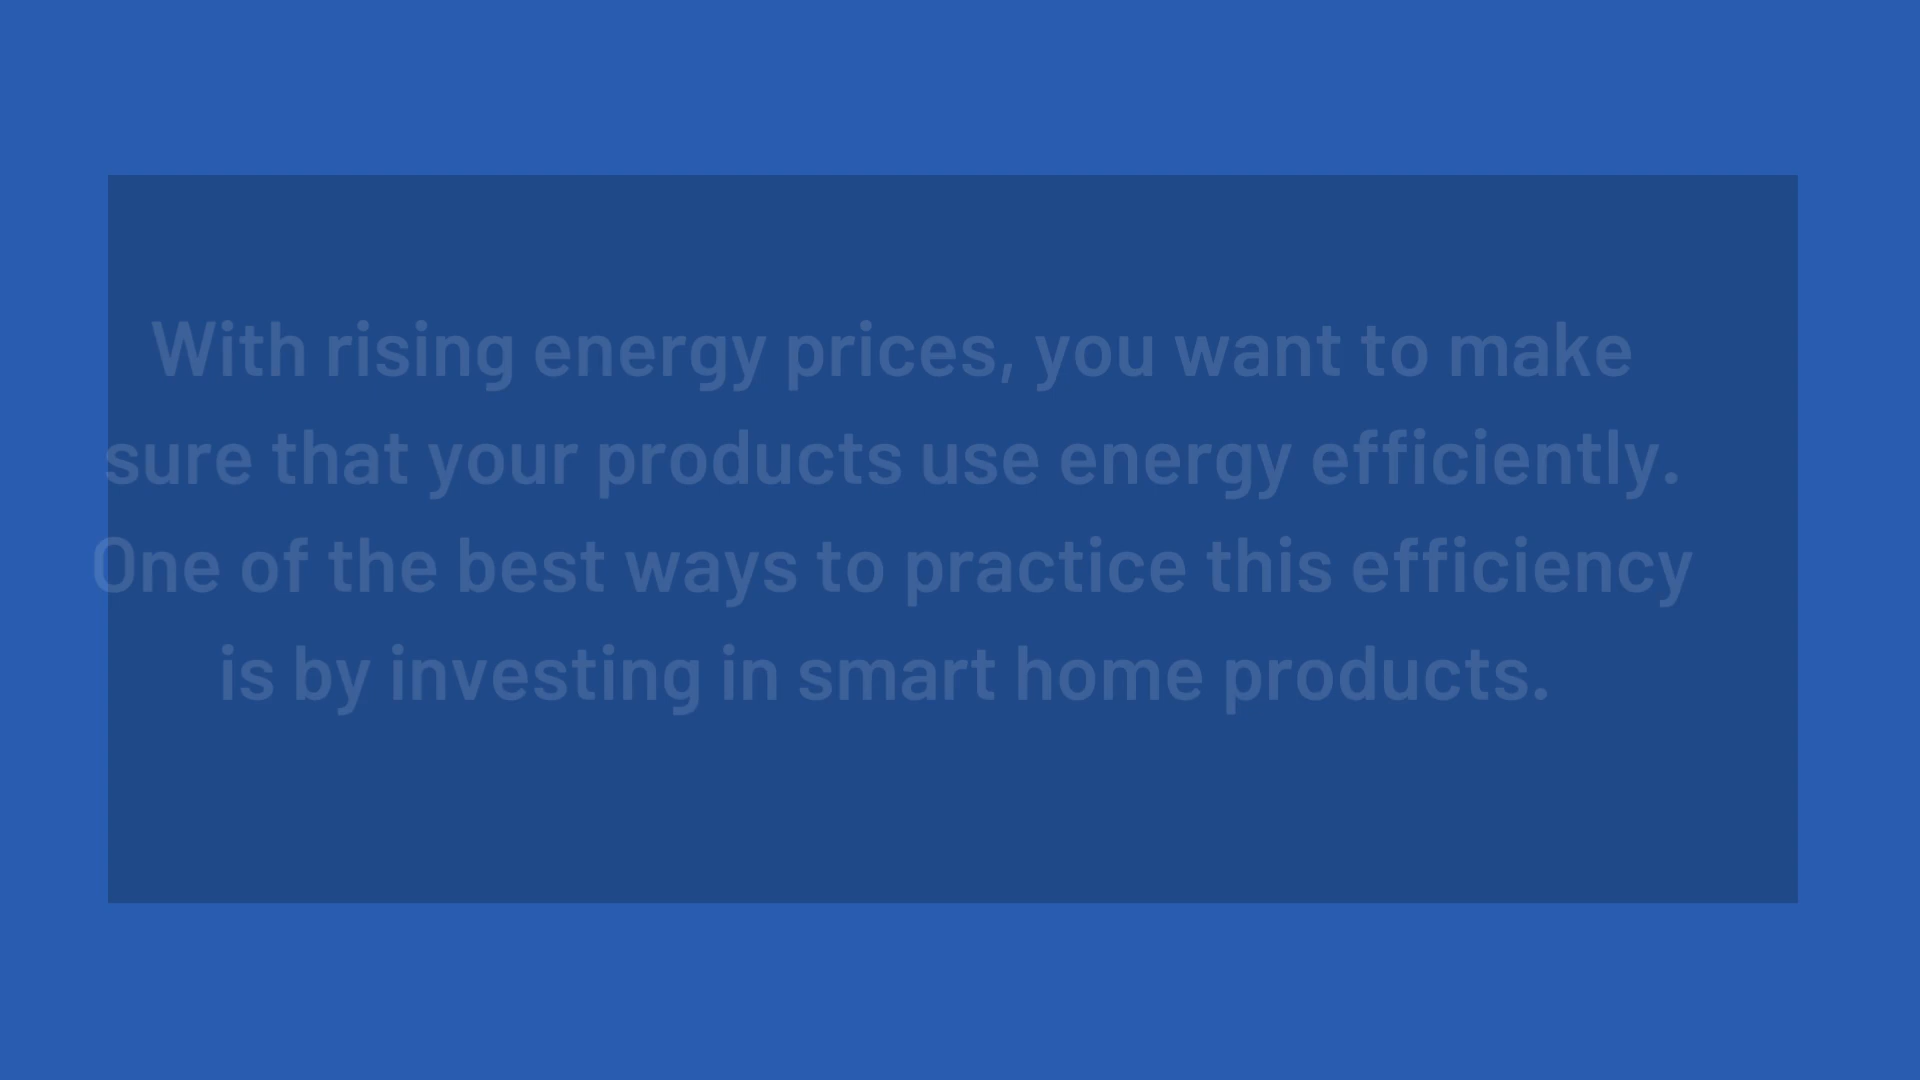 With rising energy prices, you want to make
sure that your products use energy efficiently.
One of the best ways to practice this efficiency
is by investing in smart home products.